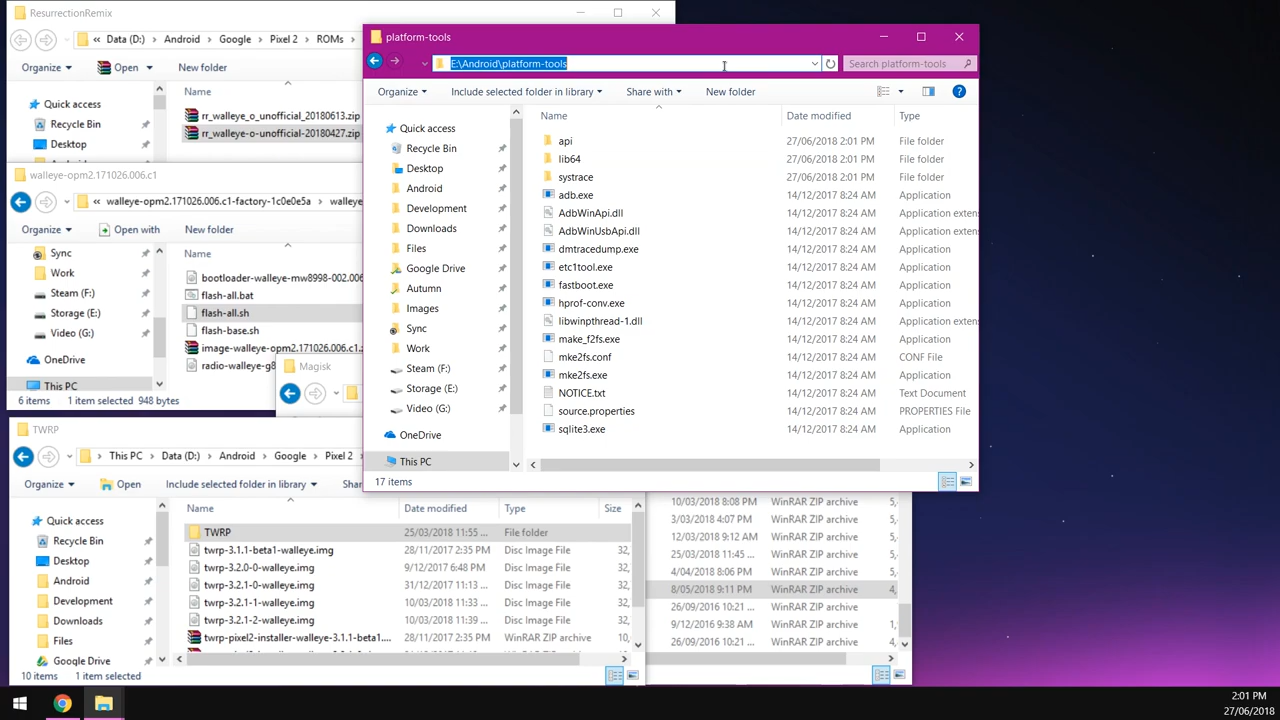 ResurrectionRemix
« Data (D:) Android Google Pixel 2 ROMs
Organize Open New folder
Name
Quick access
Recycle Bin
Desktop
rr_walleye_o_unofficial_20180613.zip
rr_walleye-o-unofficial-20180427.zip
walleye-opm2.171026.006.c1
« walleye-opm2.171026.006.c1-factory-1c0e0e5a
Organize Open with New folder
Name
Sync
Work
Steam (F:)
Storage (E:)
Video (G:)
OneDrive
This PC
bootloader-walleye-mw8998-002.006
flash-all.bat
flash-all.sh
flash-base.sh
image-walleye-opm2.171026.006.c1.
radio-walleye-g8
6 items 1 item selected 948 bytes
Magisk
platform-tools
E:\Android\platform-tools
Search platform-tools
Organize Include selected folder in library Share with New folder
Name Date modified Type
Quick access
Recycle Bin
Desktop
Android
Development
Downloads
Files
Google Drive
Autumn
Images
Sync
Work
Steam (F:)
Storage (E:)
Video (G:)
OneDrive
This PC
api 27/06/2018 2:01 PM File folder
lib64 27/06/2018 2:01 PM File folder
systrace 27/06/2018 2:01 PM File folder
adb.exe 14/12/2017 8:24 AM Application
AdbWinApi.dll 14/12/2017 8:24 AM Application exten
AdbWinUsbApi.dll 14/12/2017 8:24 AM Application exten
dmtracedump.exe 14/12/2017 8:24 AM Application
etc1tool.exe 14/12/2017 8:24 AM Application
fastboot.exe 14/12/2017 8:24 AM Application
hprof-conv.exe 14/12/2017 8:24 AM Application
libwinpthread-1.dll 14/12/2017 8:24 AM Application exten
make_f2fs.exe 14/12/2017 8:24 AM Application
mke2fs.conf 14/12/2017 8:24 AM CONF File
mke2fs.exe 14/12/2017 8:24 AM Application
NOTICE.txt 14/12/2017 8:24 AM Text Document
source.properties 14/12/2017 8:24 AM PROPERTIES File
sqlite3.exe 14/12/2017 8:24 AM Application
17 items
TWRP
This PC Data (D:) Android Google Pixel 2
Organize Open Include selected folder in library
Name Date modified Type Size
Quick access
Recycle Bin
Desktop
Android
Development
Downloads
Files
Google Drive
TWRP 25/03/2018 11:55 ... File folder
twrp-3.1.1-beta1-walleye.img 28/11/2017 2:35 PM Disc Image File 32,
twrp-3.2.0-0-walleye.img 9/12/2017 6:48 PM Disc Image File 32,
twrp-3.2.1-0-walleye.img 31/12/2017 11:13 ... Disc Image File 32,
twrp-3.2.1-1-walleye.img 10/03/2018 11:33 ... Disc Image File 32,
twrp-3.2.1-2-walleye.img 10/03/2018 11:39 ... Disc Image File 32,
twrp-pixel2-installer-walleye-3.1.1-beta1.... 28/11/2017 2:35 PM WinRAR ZIP archive 10,
10 items 1 item selected
10/03/2018 8:08 PM WinRAR ZIP archive 5,
3/03/2018 4:07 PM WinRAR ZIP archive 5,
12/03/2018 9:12 AM WinRAR ZIP archive 5,
25/03/2018 11:45 ... WinRAR ZIP archive 5,
4/04/2018 8:06 PM WinRAR ZIP archive 5,
8/05/2018 9:11 PM WinRAR ZIP archive 4,
26/09/2016 10:21 ... WinRAR ZIP archive
9/12/2016 9:38 AM WinRAR ZIP archive 1,
26/09/2016 10:21 ... WinRAR ZIP archive
2:01 PM
27/06/2018